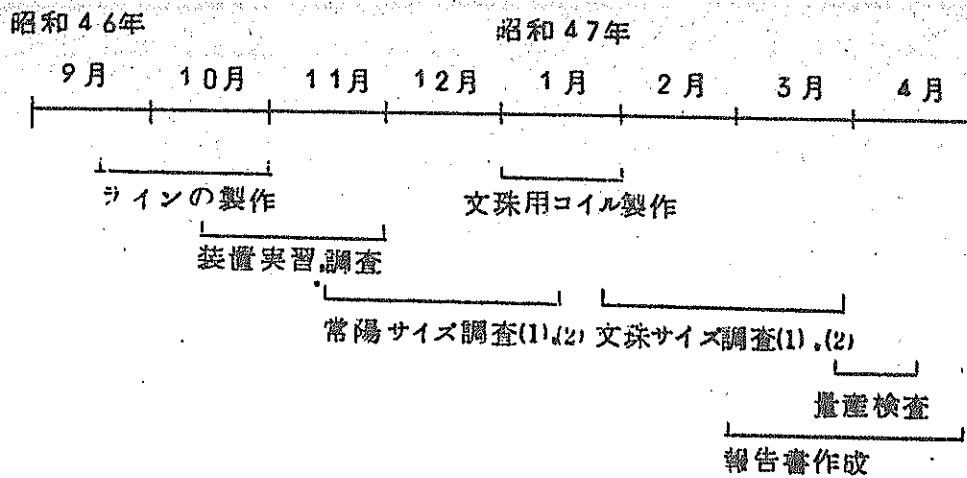 昭和46年 昭和47年
9月 10月 11月 12月 1月 2月 3月 4月
ラインの製作 文珠用コイル製作
装置実習,調査
常陽サイズ調査(1),(2) 文珠サイズ調査(1),(2)
量産検査
報告書作成